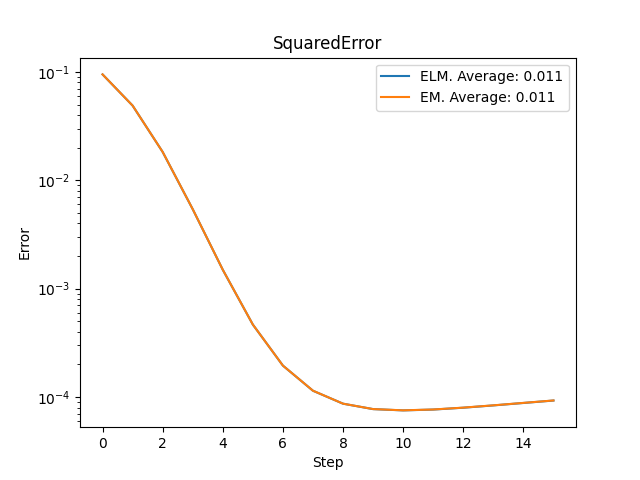 SquaredError
ELM. Average: 0.011
EM. Average: 0.011
Error
10⁻¹
10⁻²
10⁻³
10⁻⁴
0 2 4 6 8 10 12 14
Step